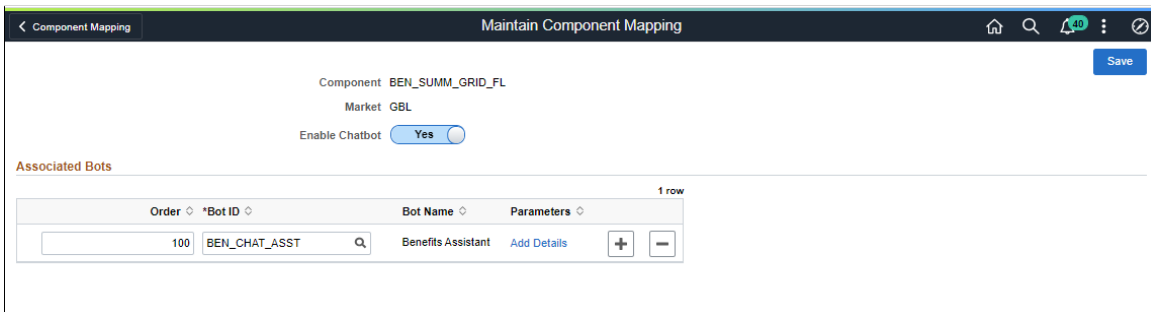 Component Mapping
Maintain Component Mapping
40
Save
Component BEN_SUMM_GRID_FL
Market GBL
Enable Chatbot Yes
Associated Bots
1 row
Order *Bot ID Bot Name Parameters
100 BEN_CHAT_ASST Benefits Assistant Add Details